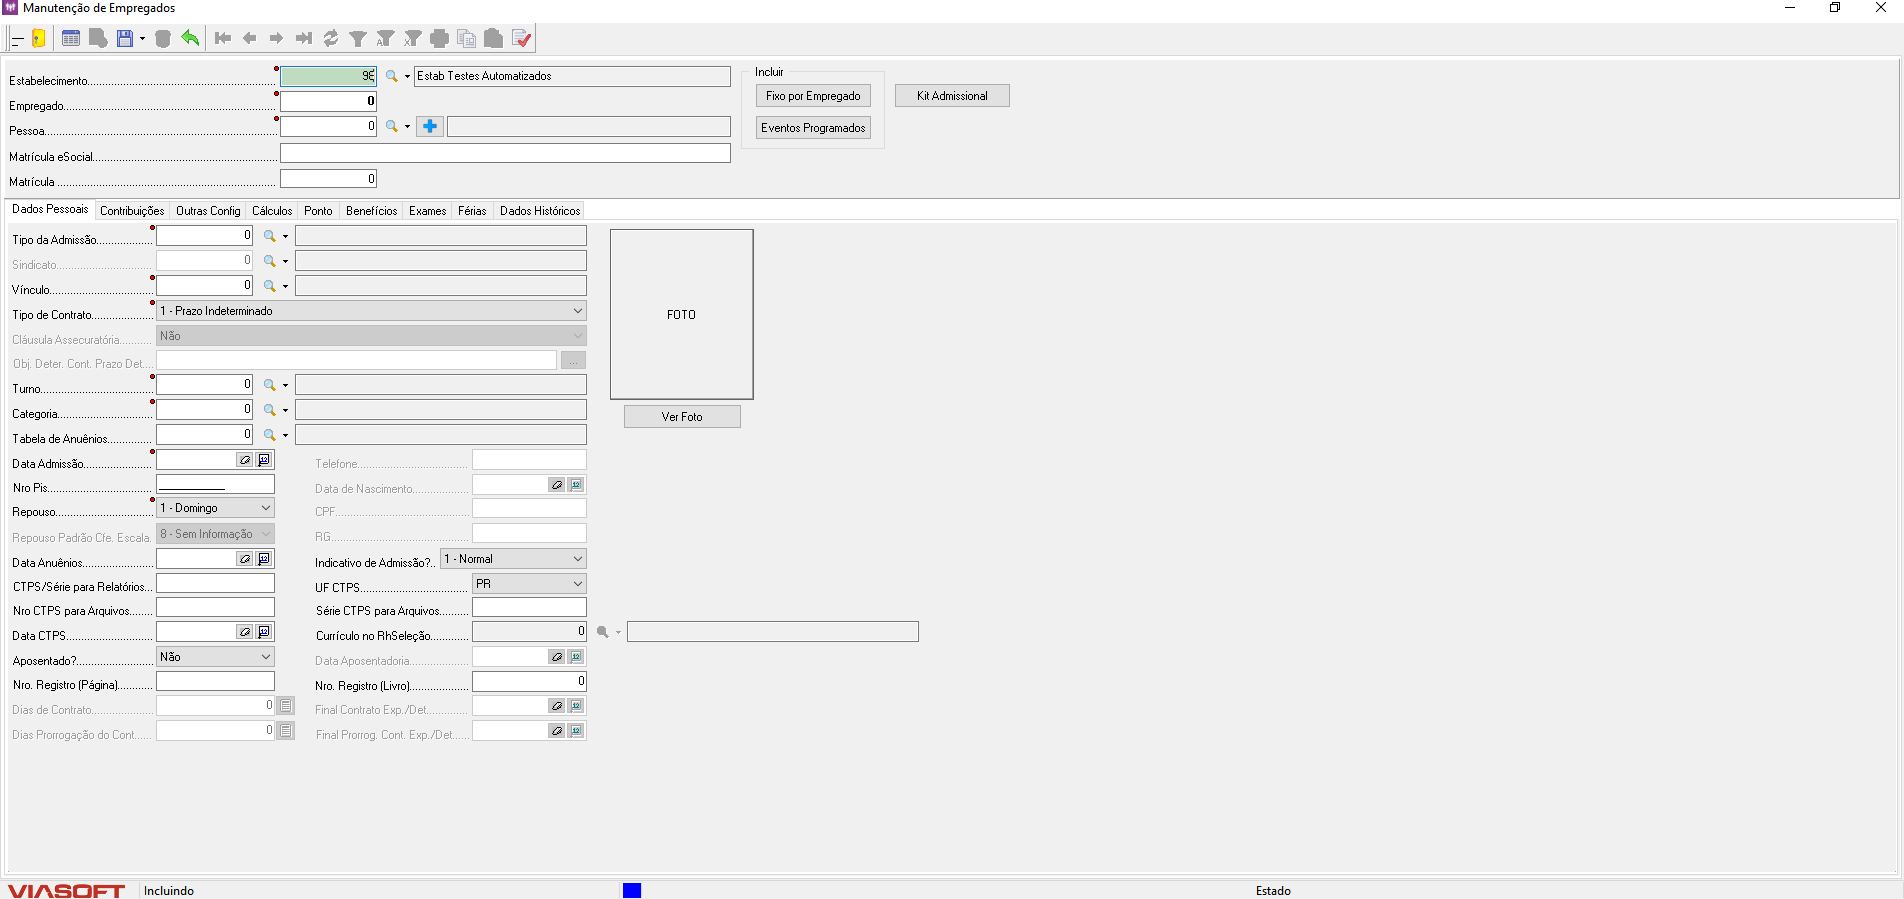 Manutenção de Empregados
Estabelecimento
Estab Testes Automatizados
Incluir
Fixo por Empregado
Kit Admissional
Empregado
0
Pessoa
0
Eventos Programados
Matrícula eSocial
Matrícula
0
Dados Pessoais Contribuições Outras Config Cálculos Ponto Benefícios Exames Férias Dados Históricos
Tipo da Admissão 0
Sindicato 0
Vínculo 0
Tipo de Contrato 1 - Prazo Indeterminado
Cláusula Assecuratória Não
Obj. Deter. Cont. Prazo Det. ...
FOTO
Turno 0
Categoria 0
Ver Foto
Tabela de Anuênios 0
Data Admissão Telefone
Nro Pis Data de Nascimento
Repouso 1 - Domingo CPF
Repouso Padrão Cfe. Escala. 8 - Sem Informação RG
Data Anuênios Indicativo de Admissão? 1 - Normal
CTPS/Série para Relatórios UF CTPS PR
Nro CTPS para Arquivos Série CTPS para Arquivos
Data CTPS Currículo no RhSeleção 0
Aposentado? Não Data Aposentadoria
Nro. Registro (Página) Nro. Registro (Livro) 0
Dias de Contrato 0 Final Contrato Exp./Det.
Dias Prorrogação do Cont. 0 Final Prorrog. Cont. Exp./Det.
VIASOFT Incluindo Estado